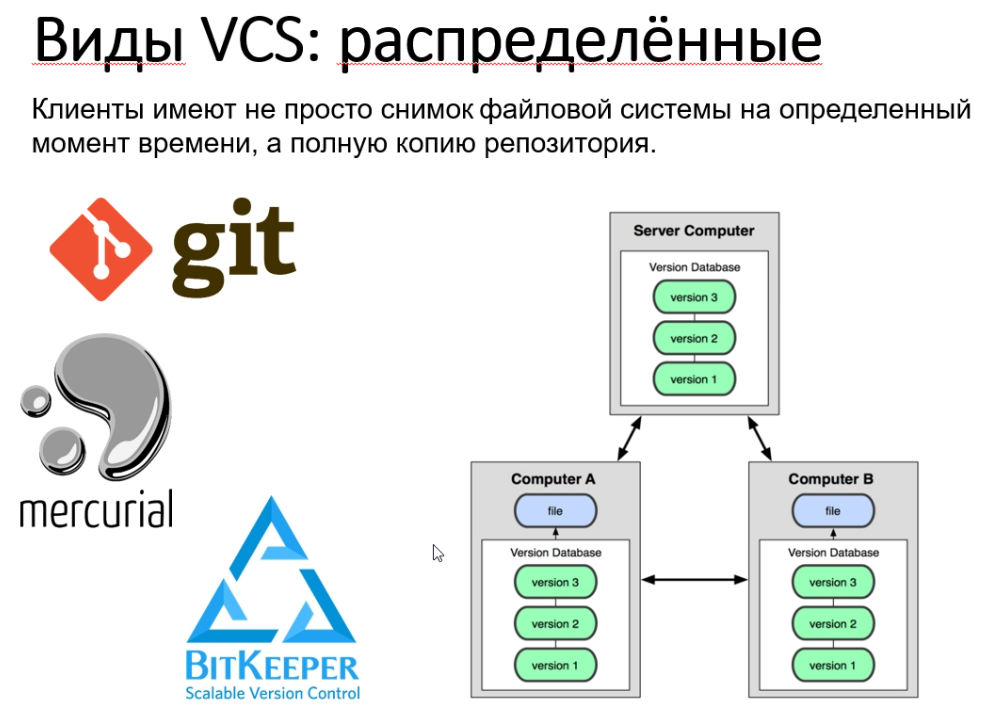 Виды VCS: распределённые
Клиенты имеют не просто снимок файловой системы на определенный
момент времени, а полную копию репозитория.
git
mercurial
BITKEEPER
Scalable Version Control
Server Computer
Version Database
version 3
version 2
version 1
Computer A
file
Version Database
version 3
version 2
version 1
Computer B
file
Version Database
version 3
version 2
version 1